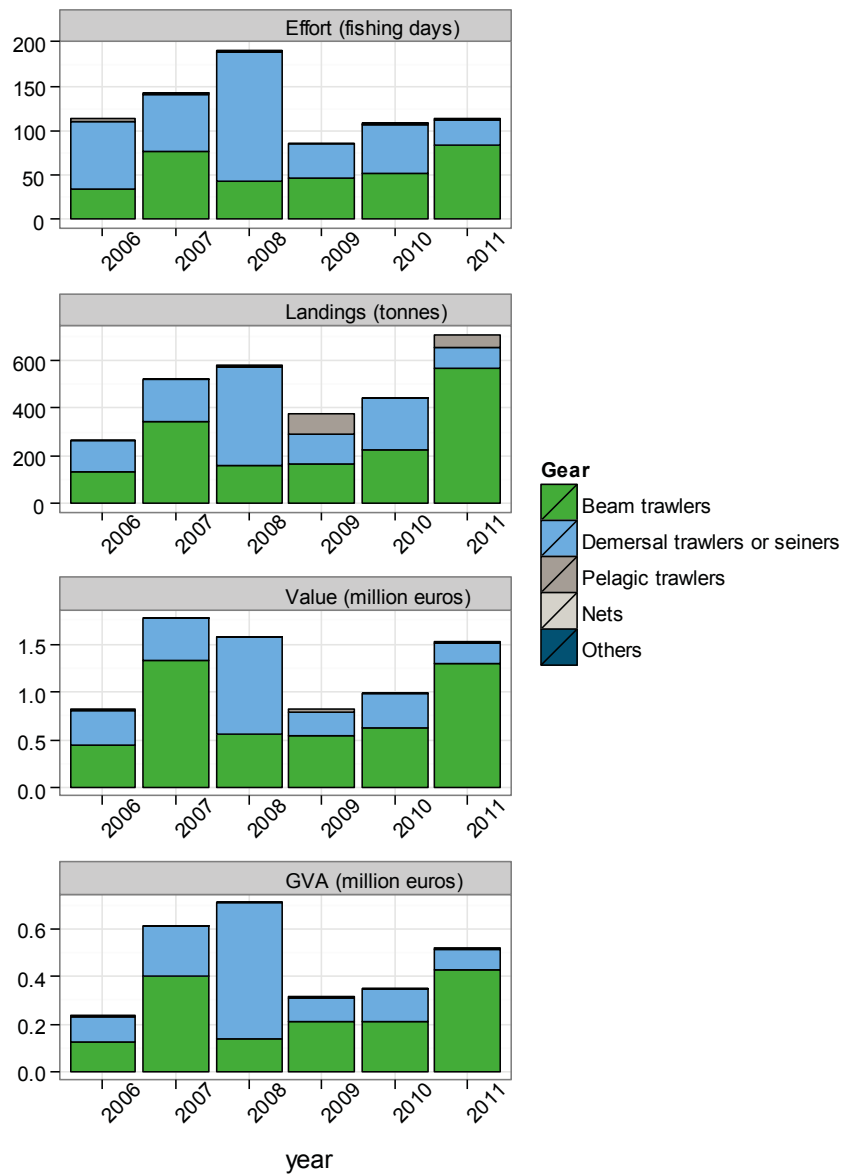 Effort (fishing days)
200
150
100
50
0
2006 2007 2008 2009 2010 2011
Landings (tonnes)
600
400
200
0
2006 2007 2008 2009 2010 2011
Gear
Beam trawlers
Demersal trawlers or seiners
Pelagic trawlers
Nets
Others
Value (million euros)
1.5
1.0
0.5
0.0
2006 2007 2008 2009 2010 2011
GVA (million euros)
0.6
0.4
0.2
0.0
2006 2007 2008 2009 2010 2011
year